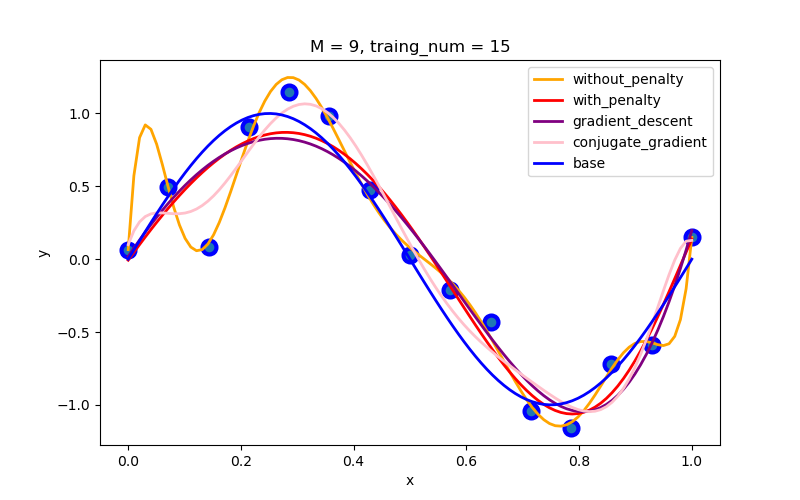 M = 9, traing_num = 15
without_penalty
with_penalty
gradient_descent
conjugate_gradient
base
1.0
0.5
0.0
−0.5
−1.0
y
0.0 0.2 0.4 0.6 0.8 1.0
x